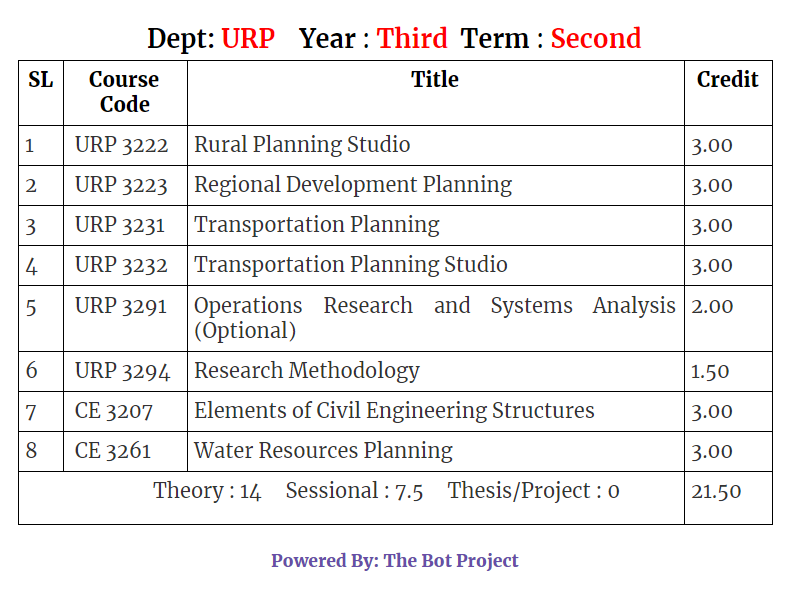 Dept: URP Year : Third Term : Second
SL Course Code Title Credit
1 URP 3222 Rural Planning Studio 3.00
2 URP 3223 Regional Development Planning 3.00
3 URP 3231 Transportation Planning 3.00
4 URP 3232 Transportation Planning Studio 3.00
5 URP 3291 Operations Research and Systems Analysis (Optional) 2.00
6 URP 3294 Research Methodology 1.50
7 CE 3207 Elements of Civil Engineering Structures 3.00
8 CE 3261 Water Resources Planning 3.00
Theory : 14 Sessional : 7.5 Thesis/Project : 0 21.50
Powered By: The Bot Project